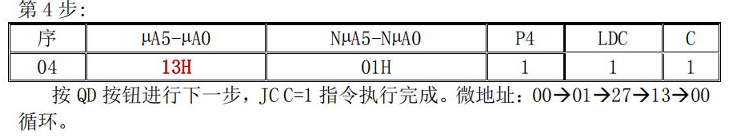 第 4 步:
序 μA5-μA0 NμA5-NμA0 P4 LDC C
04 13H 01H 1 1 1
按 QD 按钮进行下一步，JC C=1 指令执行完成。微地址：00→01→27→13→00
循环。